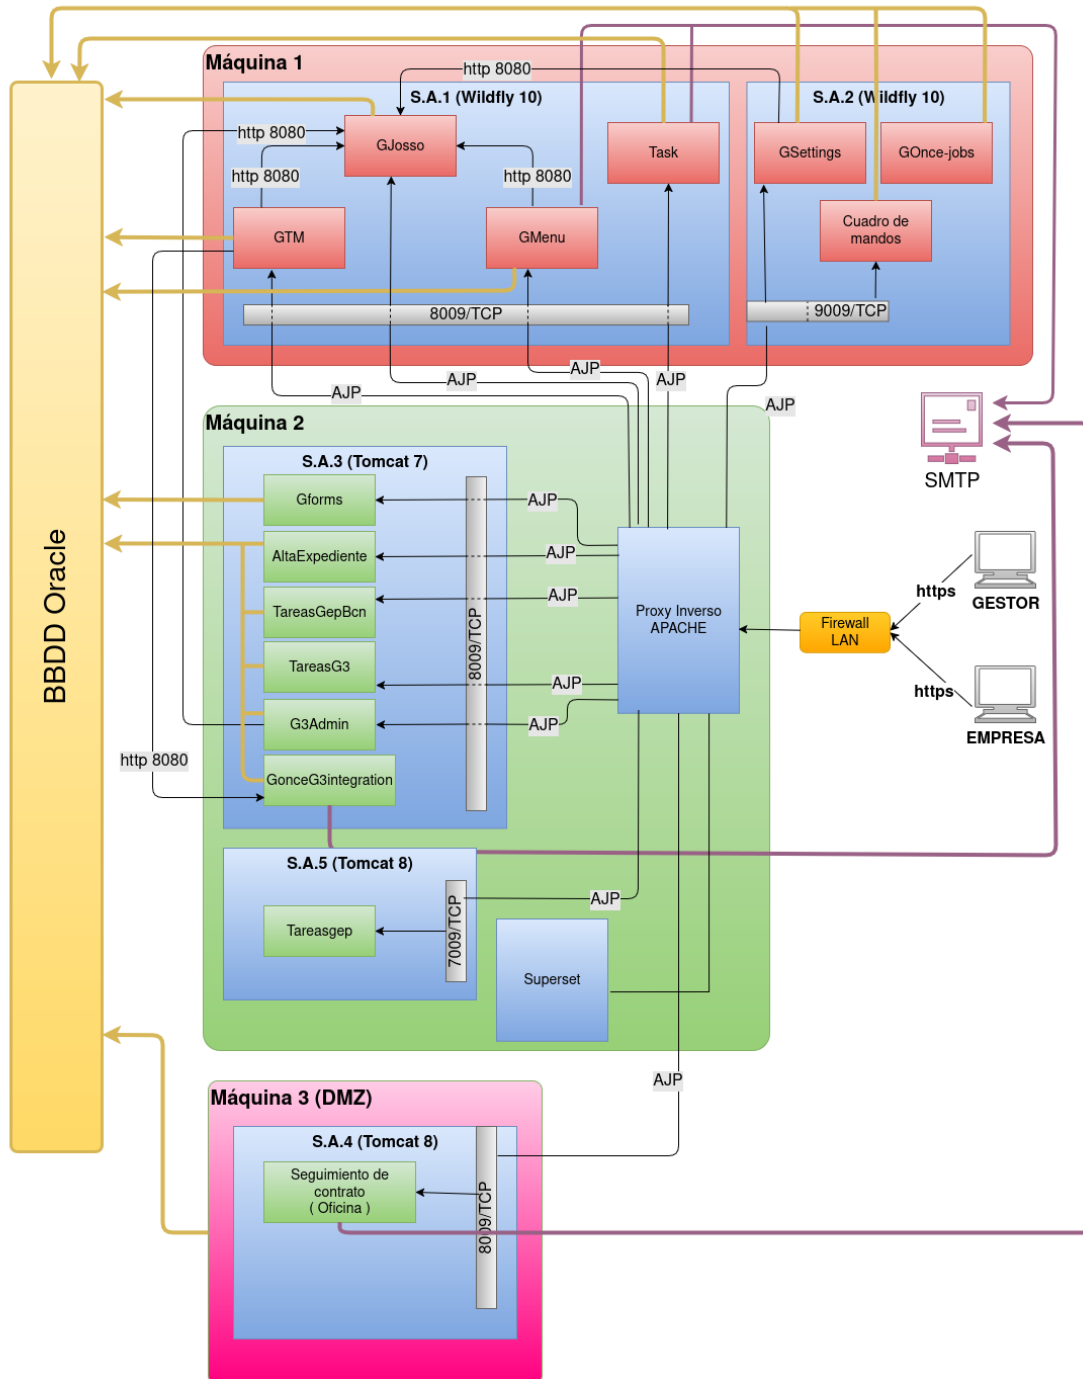 Máquina 1
http 8080
S.A.1 (Wildfly 10)
S.A.2 (Wildfly 10)
http 8080
GJosso
Task
GSettings
GOnce-jobs
http 8080
http 8080
GTM
GMenu
Cuadro de
mandos
8009/TCP
9009/TCP
AJP
AJP
AJP
AJP
AJP
Máquina 2
S.A.3 (Tomcat 7)
SMTP
Gforms
AJP
AltaExpediente
AJP
BBDD Oracle
TareasGepBcn
AJP
8009/TCP
Proxy Inverso
APACHE
Firewall
LAN
https
GESTOR
TareasG3
AJP
https
G3Admin
AJP
EMPRESA
http 8080
GonceG3integration
S.A.5 (Tomcat 8)
AJP
Tareasgep
7009/TCP
Superset
AJP
Máquina 3 (DMZ)
S.A.4 (Tomcat 8)
Seguimiento de
contrato
( Oficina )
8009/TCP